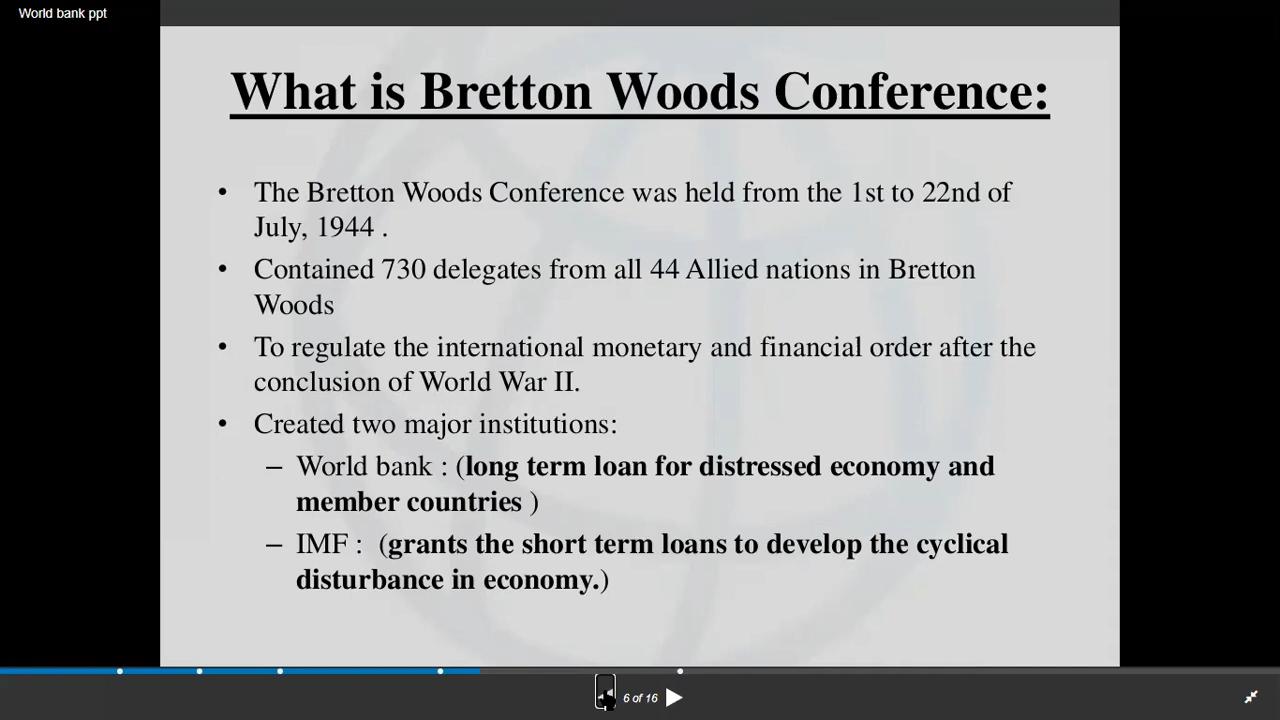 World bank ppt
What is Bretton Woods Conference:
• The Bretton Woods Conference was held from the 1st to 22nd of
July, 1944 .
• Contained 730 delegates from all 44 Allied nations in Bretton
Woods
• To regulate the international monetary and financial order after the
conclusion of World War II.
• Created two major institutions:
– World bank : (long term loan for distressed economy and
member countries )
– IMF : (grants the short term loans to develop the cyclical
disturbance in economy.)
6 of 16